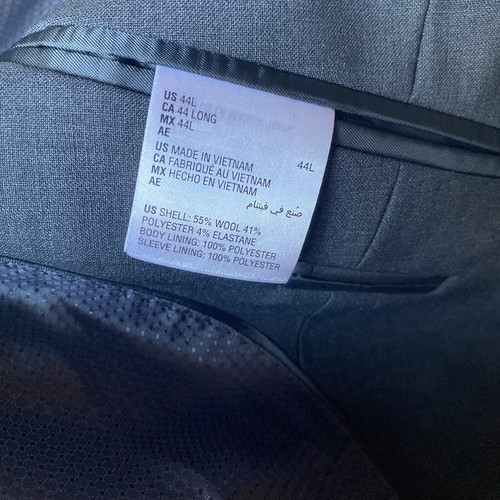 US 44L
CA 44 LONG
MX 44L
AE
44L
US MADE IN VIETNAM
CA FABRIQUÉ AU VIETNAM
MX HECHO EN VIETNAM
AE
صُنع في فيتنام
US SHELL: 55% WOOL 41%
POLYESTER 4% ELASTANE
BODY LINING: 100% POLYESTER
SLEEVE LINING: 100% POLYESTER